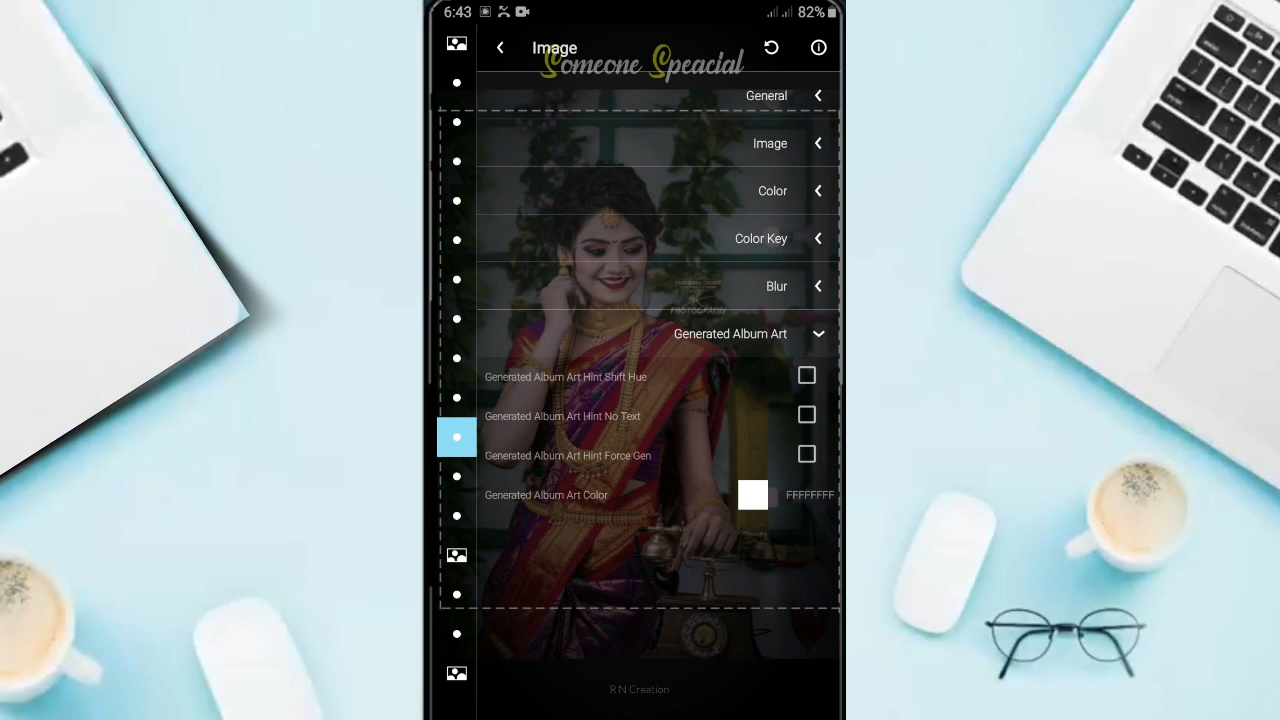 6:43
82%
Image
Someone Speacial
General
Image
Color
Color Key
Blur
PHOTOGRAPHY
Generated Album Art
Generated Album Art Hint Shift Hue
Generated Album Art Hint No Text
Generated Album Art Hint Force Gen
Generated Album Art Color
FFFFFFFF
R N Creation